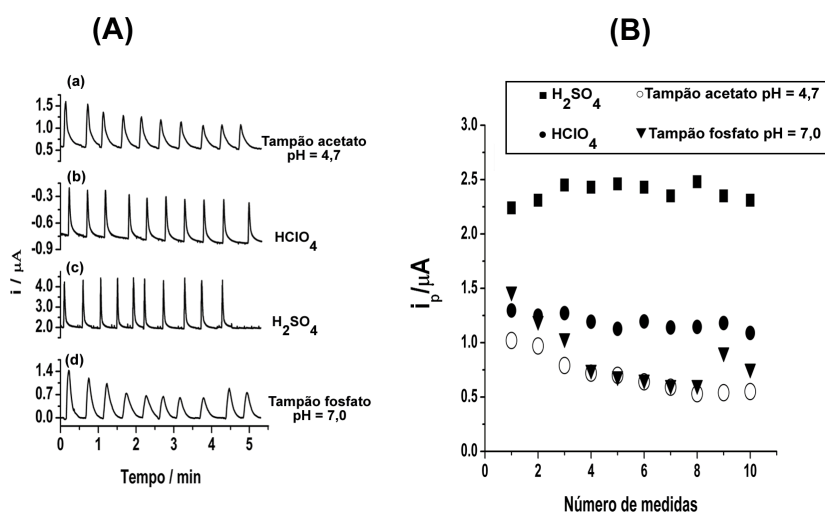 (A)
(a)
1.5
1.0
0.5
Tampão acetato
pH = 4,7
(b)
-0.3
-0.6
-0.9
HClO4
(c)
4.0
3.0
2.0
H2SO4
(d)
1.4
0.7
0.0
Tampão fosfato
pH = 7,0
i / µA
0 1 2 3 4 5
Tempo / min
(B)
H2SO4 Tampão acetato pH = 4,7
HClO4 Tampão fosfato pH = 7,0
3.0
2.5
2.0
1.5
1.0
0.5
0.0
ip/µA
0 2 4 6 8 10
Número de medidas